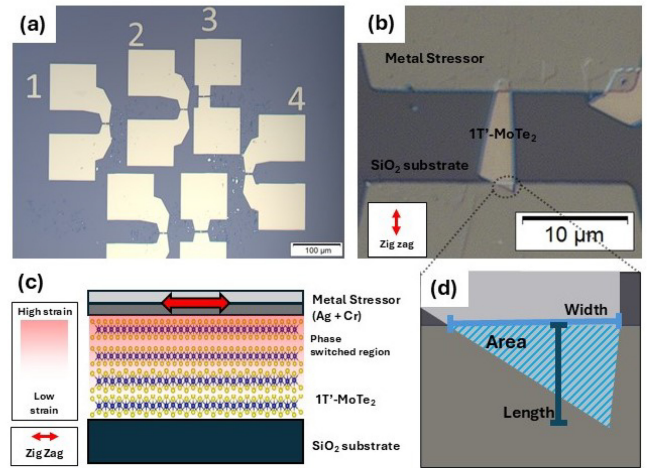 (a)
1
2
3
4
100 µm
(b)
Metal Stressor
1T'-MoTe2
SiO2 substrate
Zig zag
10 µm
(c)
High strain
Low
strain
Zig Zag
Metal Stressor
(Ag + Cr)
Phase
switched region
1T'-MoTe2
SiO2 substrate
(d)
Width
Area
Length